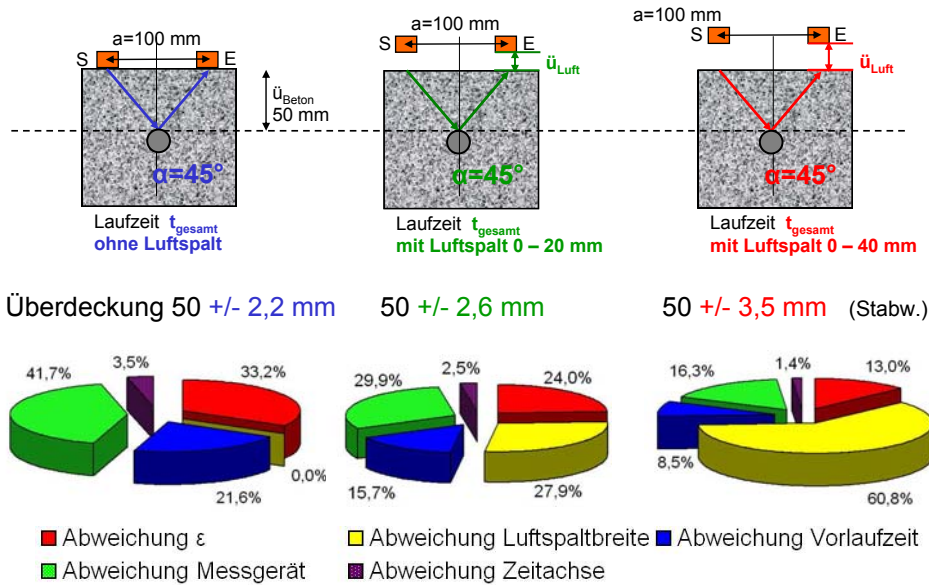 a=100 mm
S E
ü_Beton
50 mm
α=45°
Laufzeit t_gesamt
ohne Luftspalt
a=100 mm
S E
ü_Luft
α=45°
Laufzeit t_gesamt
mit Luftspalt 0 – 20 mm
a=100 mm
S E
ü_Luft
α=45°
Laufzeit t_gesamt
mit Luftspalt 0 – 40 mm
Überdeckung 50 +/- 2,2 mm
50 +/- 2,6 mm
50 +/- 3,5 mm (Stabw.)
41,7%
3,5%
33,2%
0,0%
21,6%
29,9%
2,5%
24,0%
15,7%
27,9%
16,3%
1,4%
13,0%
8,5%
60,8%
Abweichung ε
Abweichung Luftspaltbreite
Abweichung Vorlaufzeit
Abweichung Messgerät
Abweichung Zeitachse